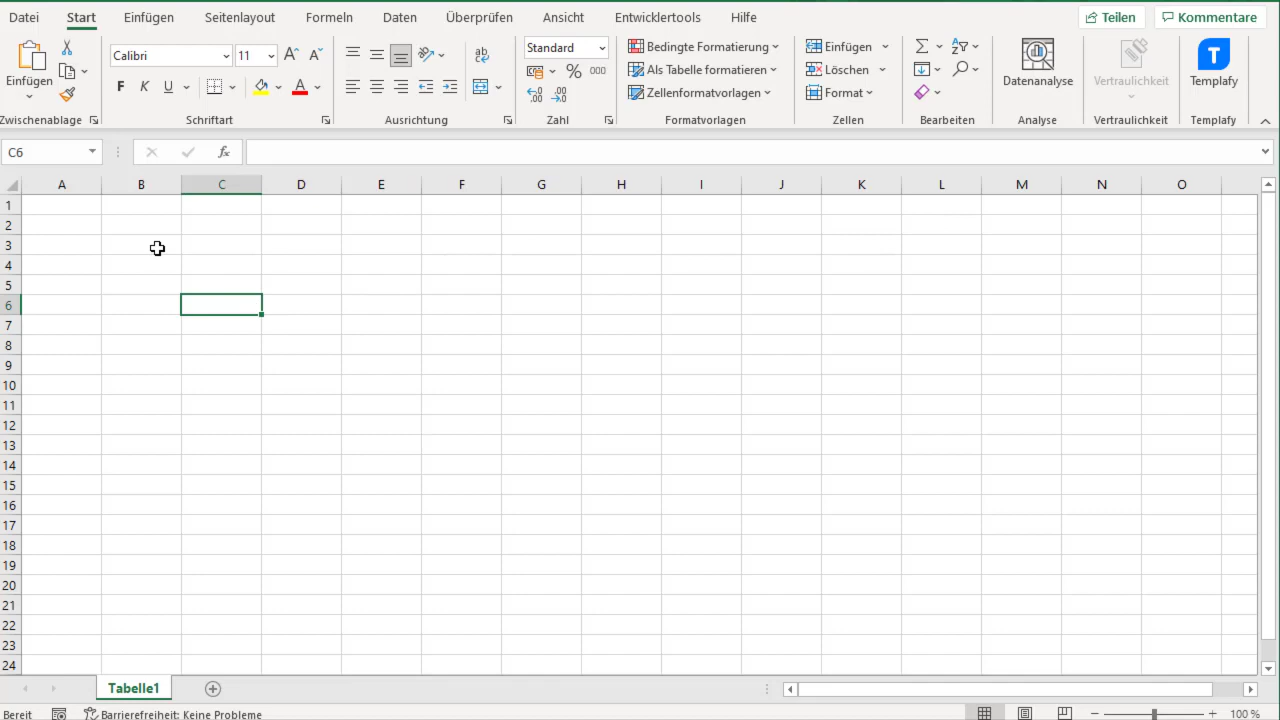 Datei Start Einfügen Seitenlayout Formeln Daten Überprüfen Ansicht Entwicklertools Hilfe Teilen Kommentare
Einfügen
Calibri 11
F K U
A A
ab
Standard
% 000
Bedingte Formatierung
Als Tabelle formatieren
Zellenformatvorlagen
Einfügen
Löschen
Format
Datenanalyse
Vertraulichkeit
Templafy
Zwischenablage Schriftart Ausrichtung Zahl Formatvorlagen Zellen Bearbeiten Analyse Vertraulichkeit Templafy
C6 fx
A B C D E F G H I J K L M N O
1
2
3
4
5
6
7
8
9
10
11
12
13
14
15
16
17
18
19
20
21
22
23
24
Tabelle1
Bereit Barrierefreiheit: Keine Probleme 100 %